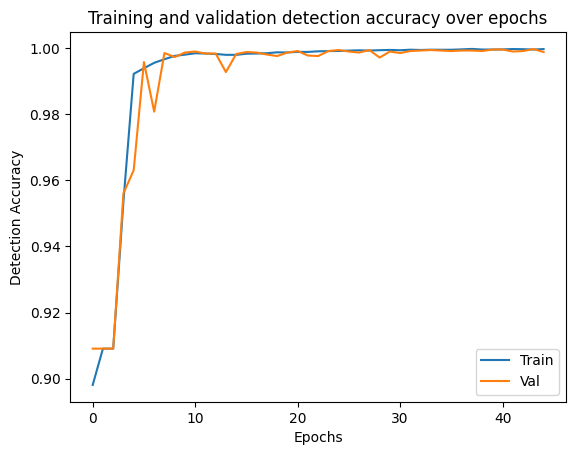 Training and validation detection accuracy over epochs
1.00
0.98
0.96
0.94
0.92
0.90
Detection Accuracy
0
10
20
30
40
Epochs
Train
Val